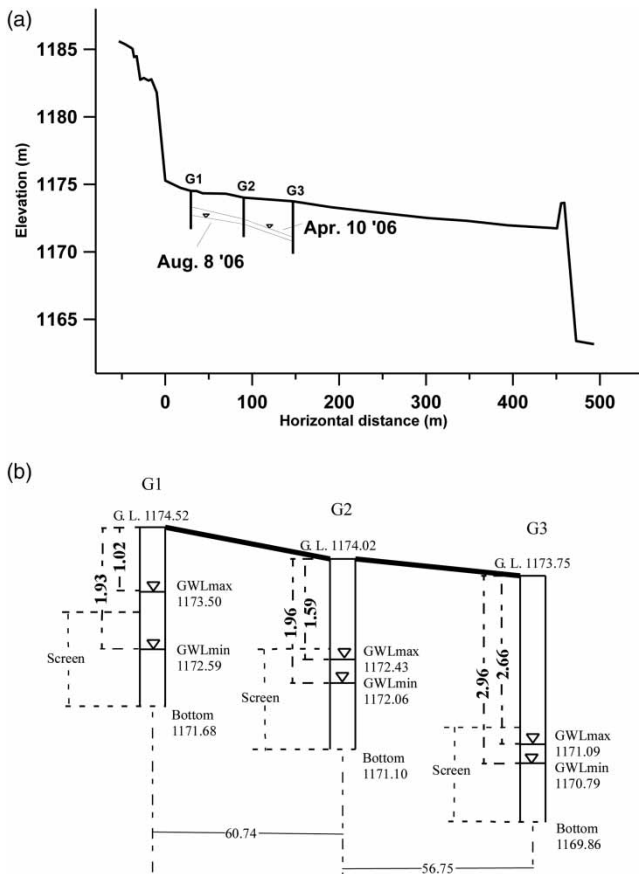 (a)
1185
1180
1175
1170
1165
Elevation (m)
G1
G2
G3
Apr. 10 '06
Aug. 8 '06
0
100
200
300
400
500
Horizontal distance (m)
(b)
G1
G. L. 1174.52
1.93
1.02
GWLmax
1173.50
GWLmin
1172.59
Screen
Bottom
1171.68
G2
G. L. 1174.02
1.96
1.59
GWLmax
1172.43
GWLmin
1172.06
Screen
Bottom
1171.10
G3
G. L. 1173.75
2.96
2.66
GWLmax
1171.09
GWLmin
1170.79
Screen
Bottom
1169.86
60.74
56.75